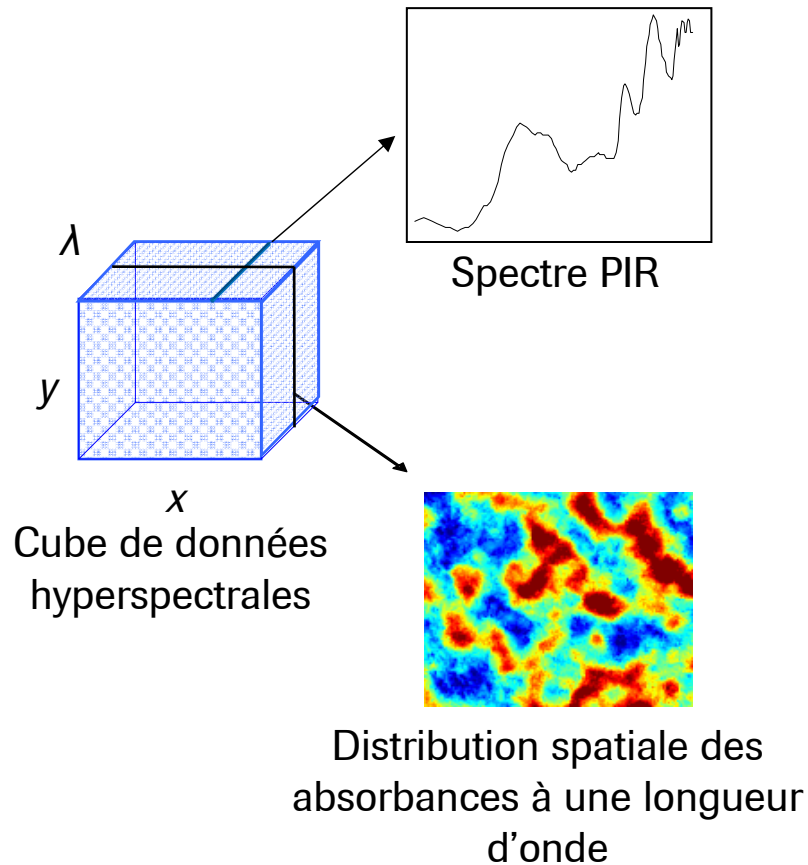 Spectre PIR
λ
y
x
Cube de données
hyperspectrales
Distribution spatiale des
absorbances à une longueur
d'onde